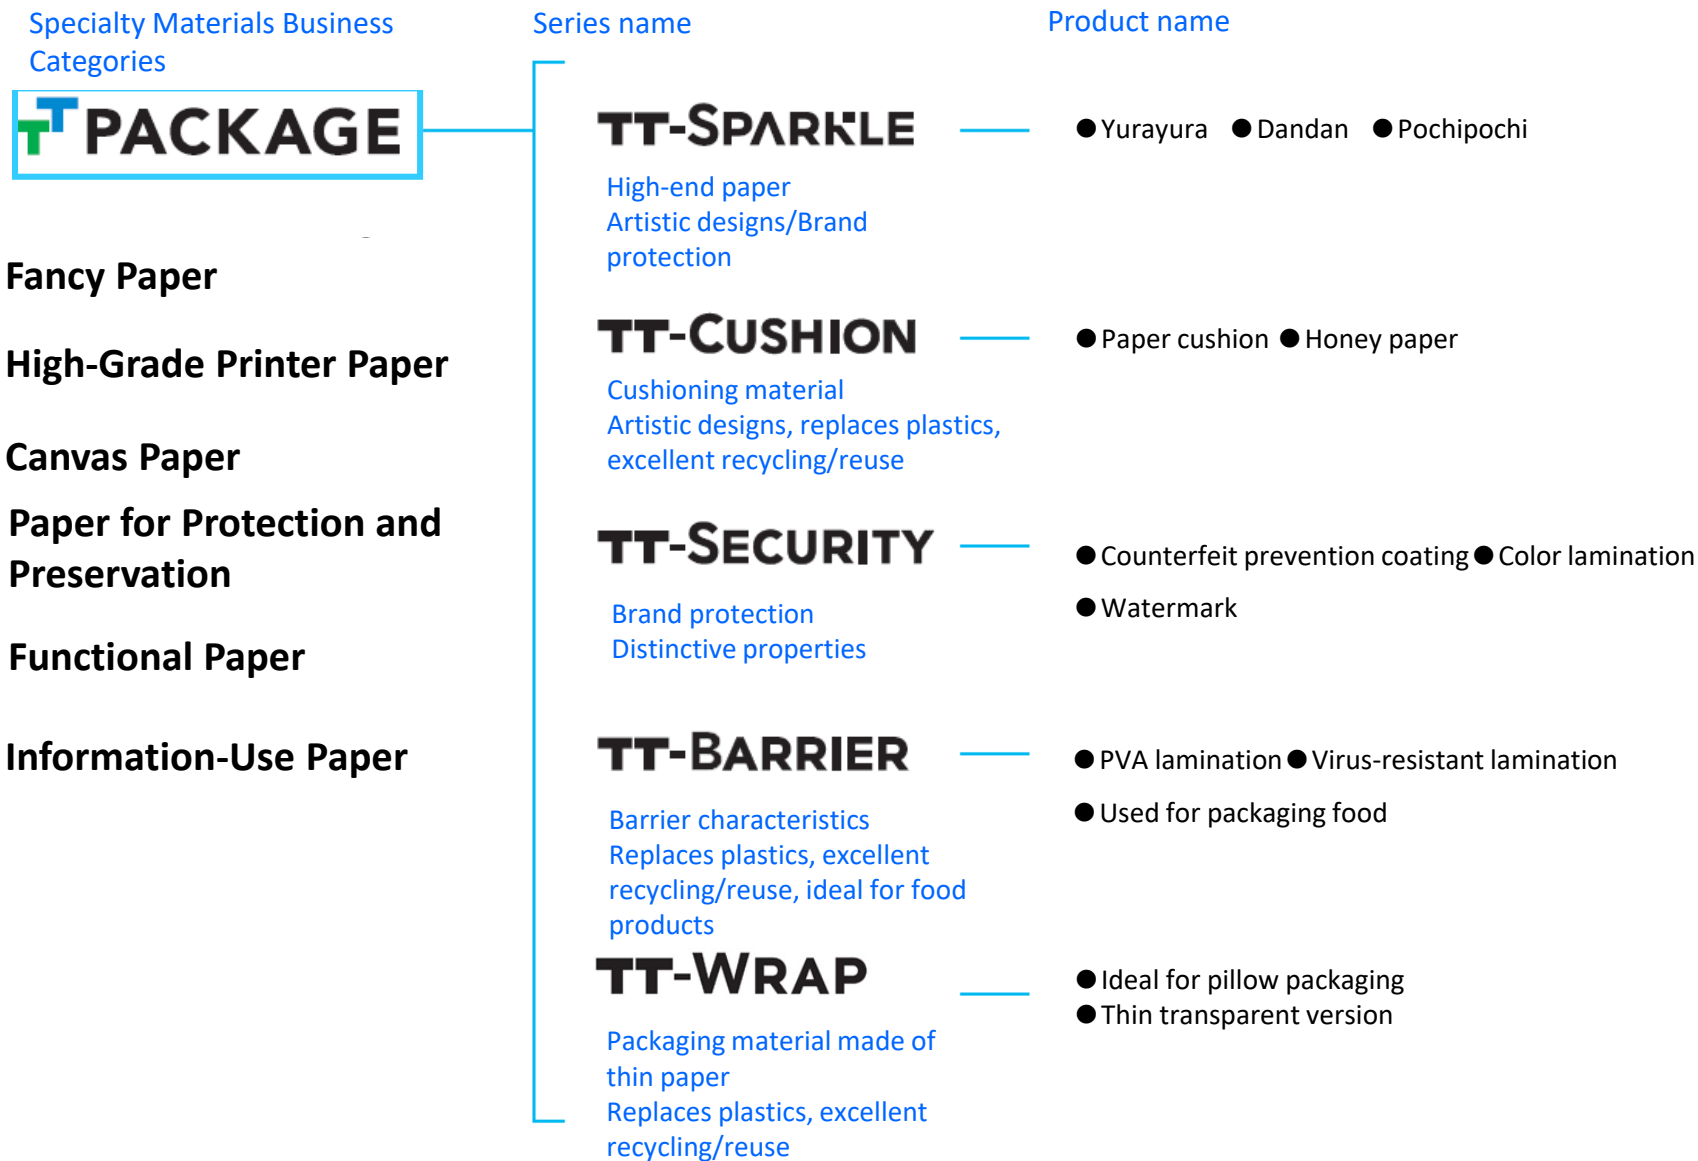 Specialty Materials Business
Categories
Series name
Product name
TT PACKAGE
Fancy Paper
High-Grade Printer Paper
Canvas Paper
Paper for Protection and
Preservation
Functional Paper
Information-Use Paper
TT-SPARKLE
High-end paper
Artistic designs/Brand
protection
●Yurayura ●Dandan ●Pochipochi
TT-CUSHION
Cushioning material
Artistic designs, replaces plastics,
excellent recycling/reuse
●Paper cushion ●Honey paper
TT-SECURITY
Brand protection
Distinctive properties
●Counterfeit prevention coating ●Color lamination
●Watermark
TT-BARRIER
Barrier characteristics
Replaces plastics, excellent
recycling/reuse, ideal for food
products
●PVA lamination ●Virus-resistant lamination
●Used for packaging food
TT-WRAP
Packaging material made of
thin paper
Replaces plastics, excellent
recycling/reuse
●Ideal for pillow packaging
●Thin transparent version